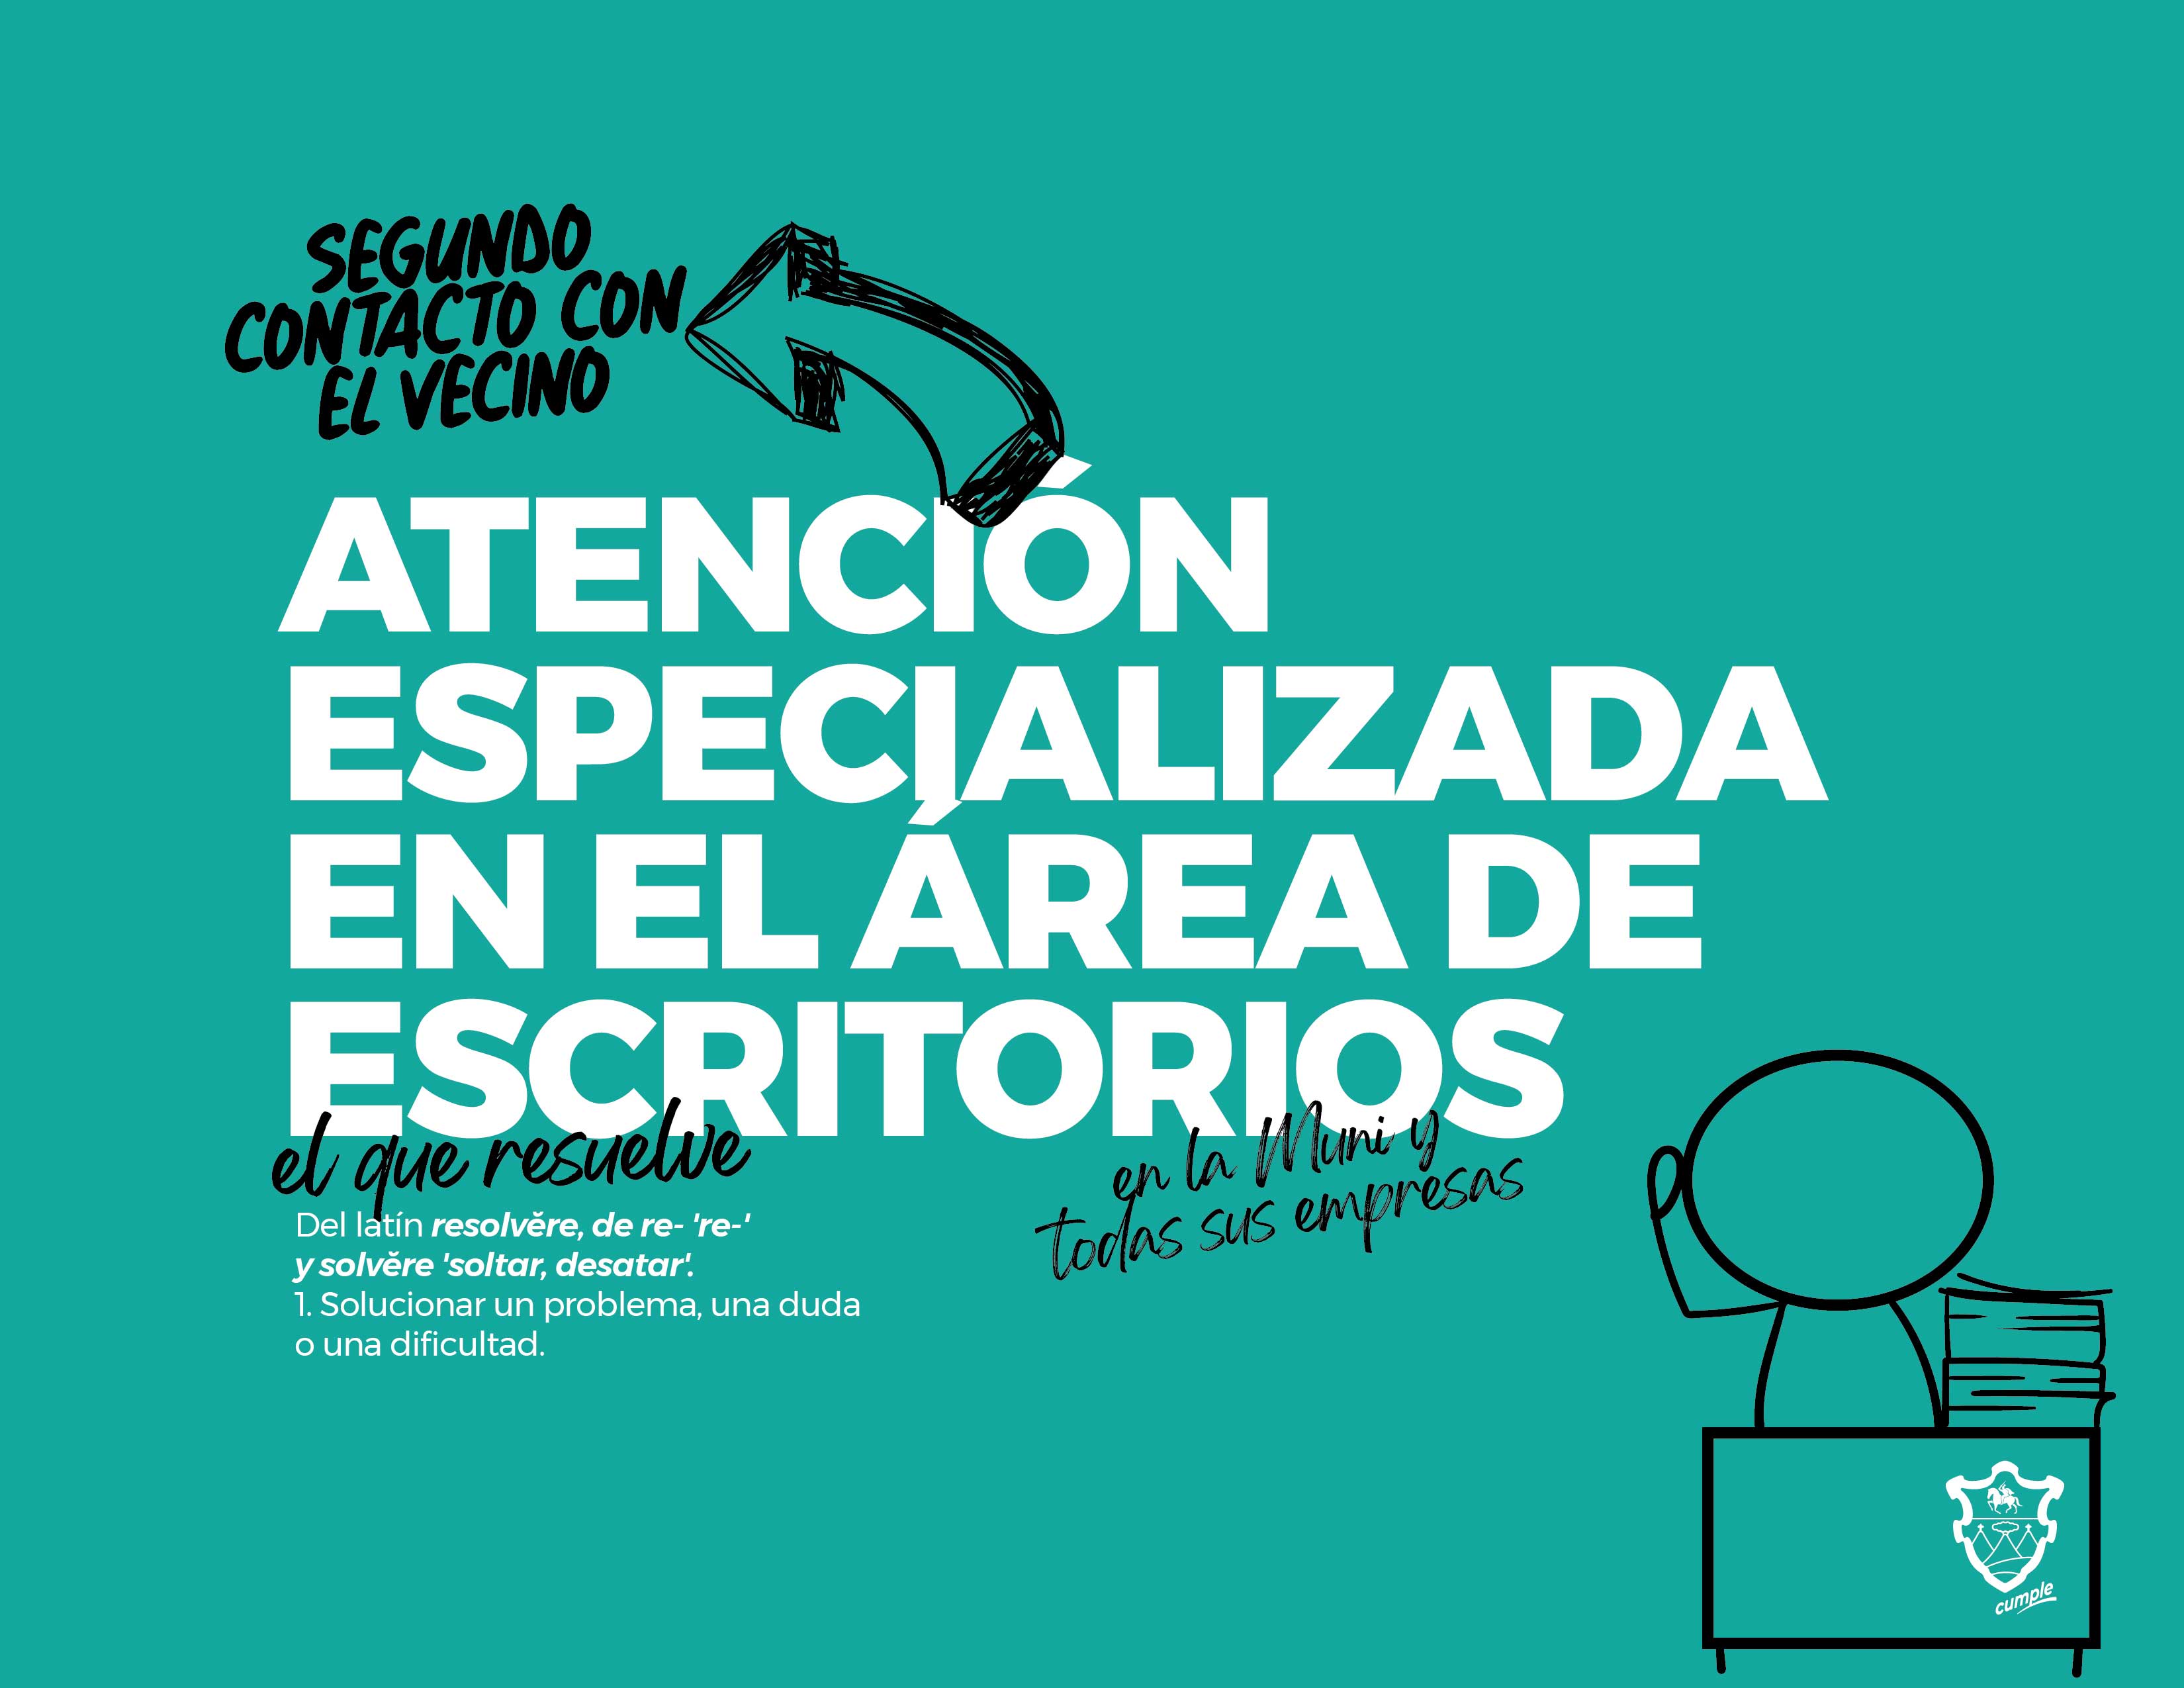 SEGUNDO
CONTACTO CON
EL VECINO
ATENCIÓN
ESPECIALIZADA
EN EL ÁREA DE
ESCRITORIOS
el que resuelve
en la Muni y
todas sus empresas
Del latín resolvĕre, de re- 're-'
y solvĕre 'soltar, desatar'.
1. Solucionar un problema, una duda
o una dificultad.
cumple